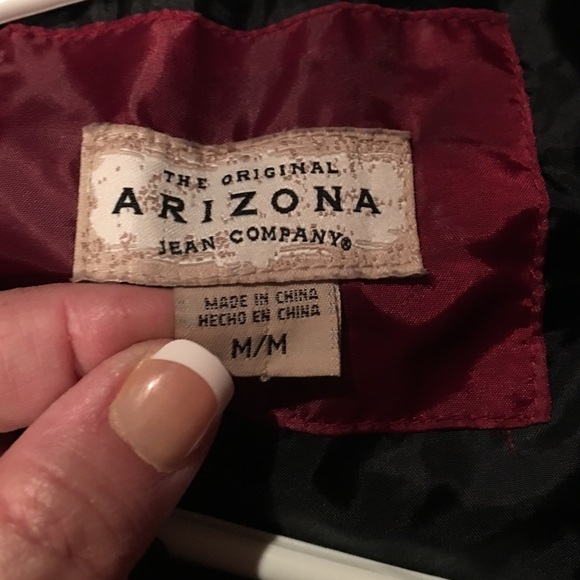 THE ORIGINAL
ARIZONA
JEAN COMPANY®
MADE IN CHINA
HECHO EN CHINA
M/M